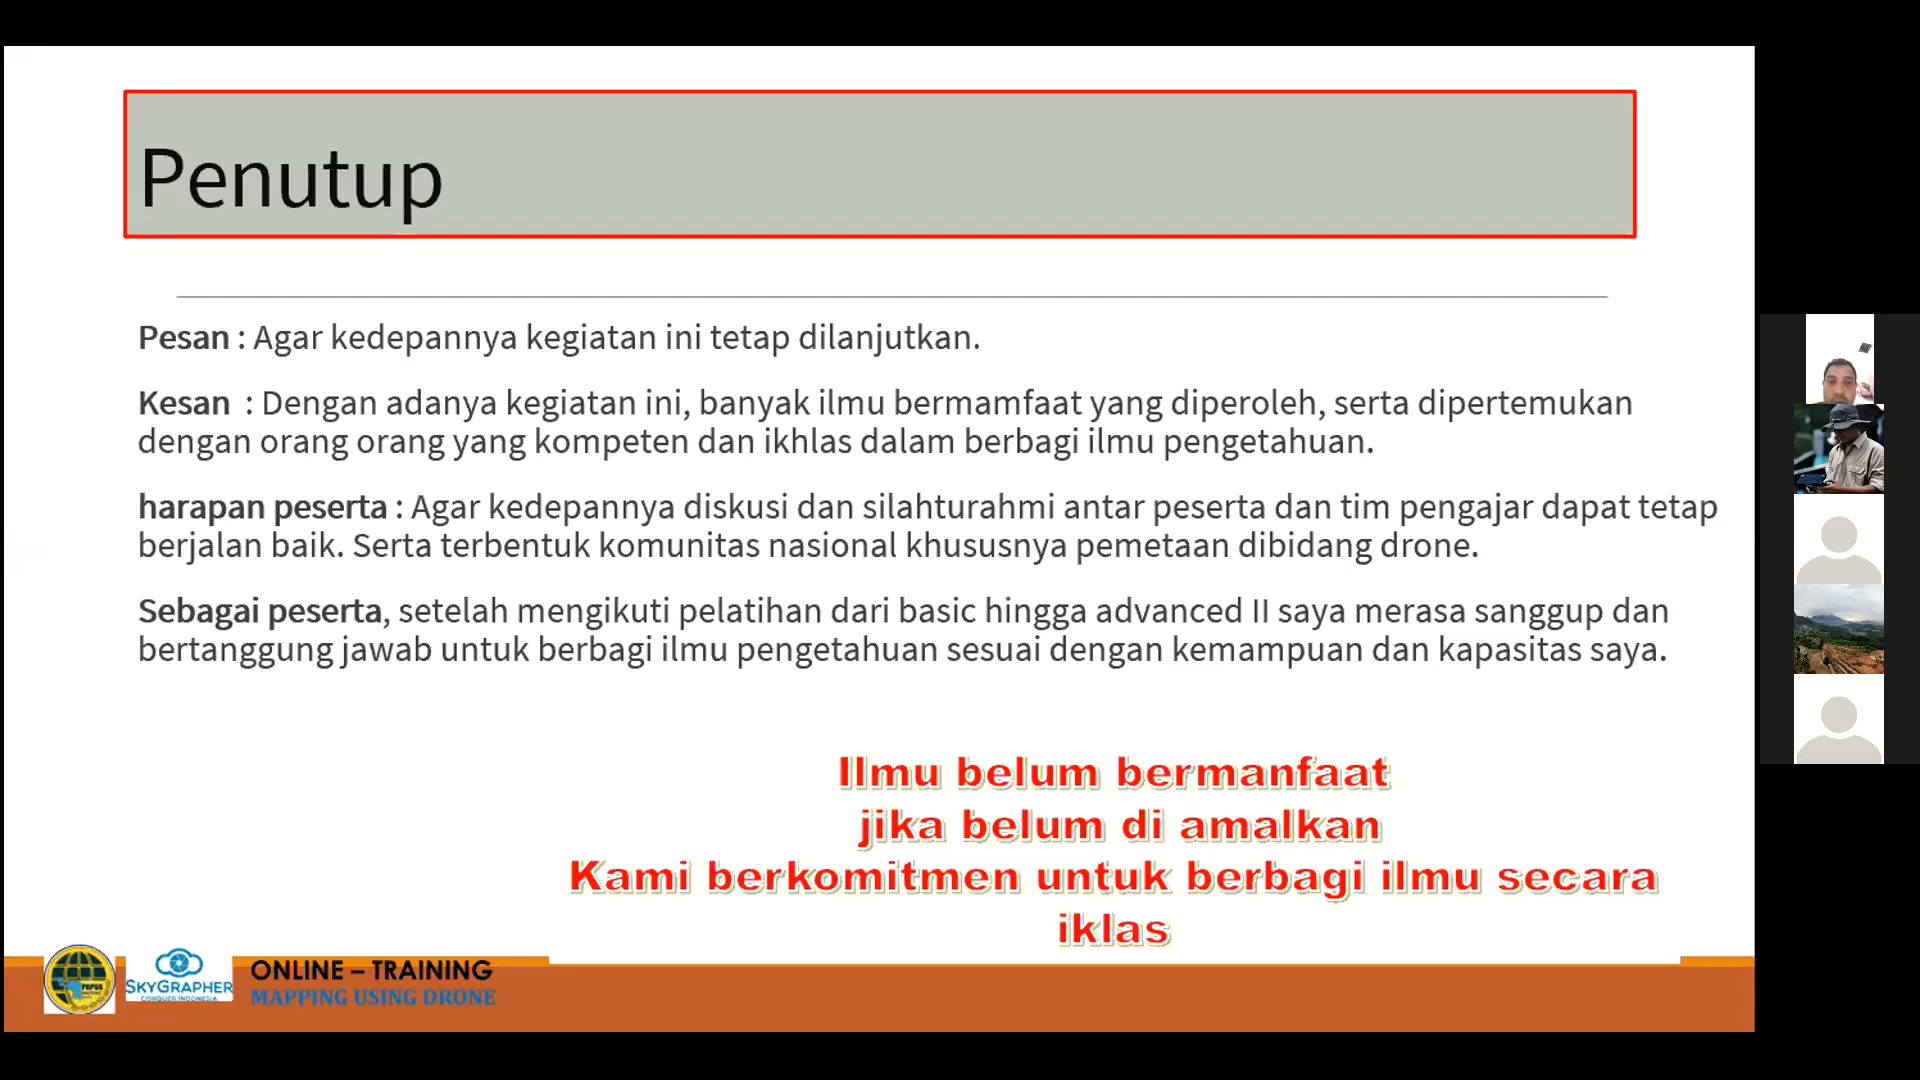 Penutup
Pesan : Agar kedepannya kegiatan ini tetap dilanjutkan.
Kesan : Dengan adanya kegiatan ini, banyak ilmu bermamfaat yang diperoleh, serta dipertemukan
dengan orang orang yang kompeten dan ikhlas dalam berbagi ilmu pengetahuan.
harapan peserta : Agar kedepannya diskusi dan silahturahmi antar peserta dan tim pengajar dapat tetap
berjalan baik. Serta terbentuk komunitas nasional khususnya pemetaan dibidang drone.
Sebagai peserta, setelah mengikuti pelatihan dari basic hingga advanced II saya merasa sanggup dan
bertanggung jawab untuk berbagi ilmu pengetahuan sesuai dengan kemampuan dan kapasitas saya.
Ilmu belum bermanfaat
jika belum di amalkan
Kami berkomitmen untuk berbagi ilmu secara
iklas
PAPUA
SKYGRAPHER
CONQUER INDONESIA
ONLINE – TRAINING
MAPPING USING DRONE